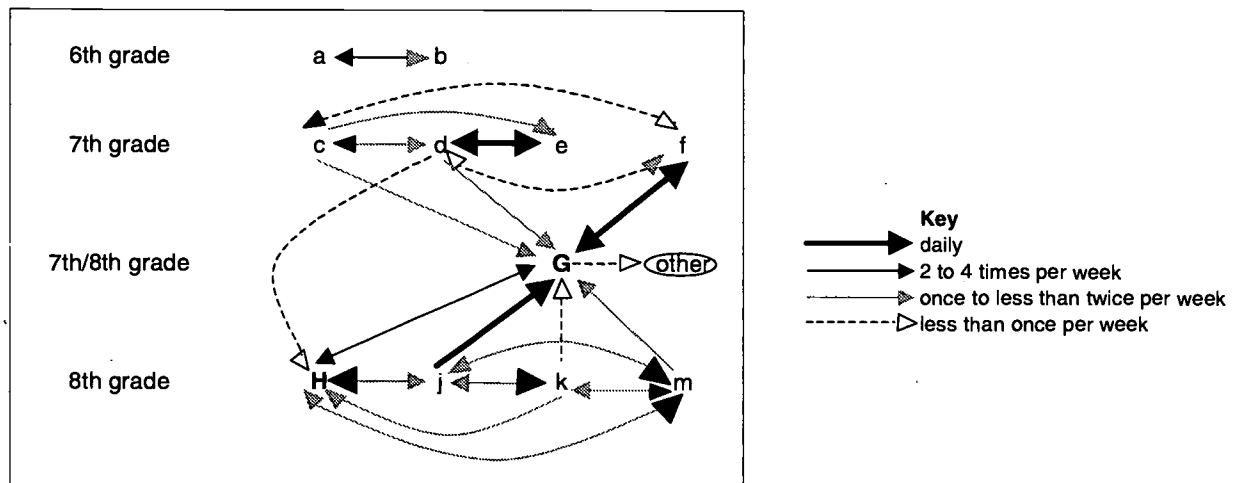 6th grade a b
7th grade c d e f
Key
daily
7th/8th grade G other
2 to 4 times per week
once to less than twice per week
less than once per week
8th grade H j k m